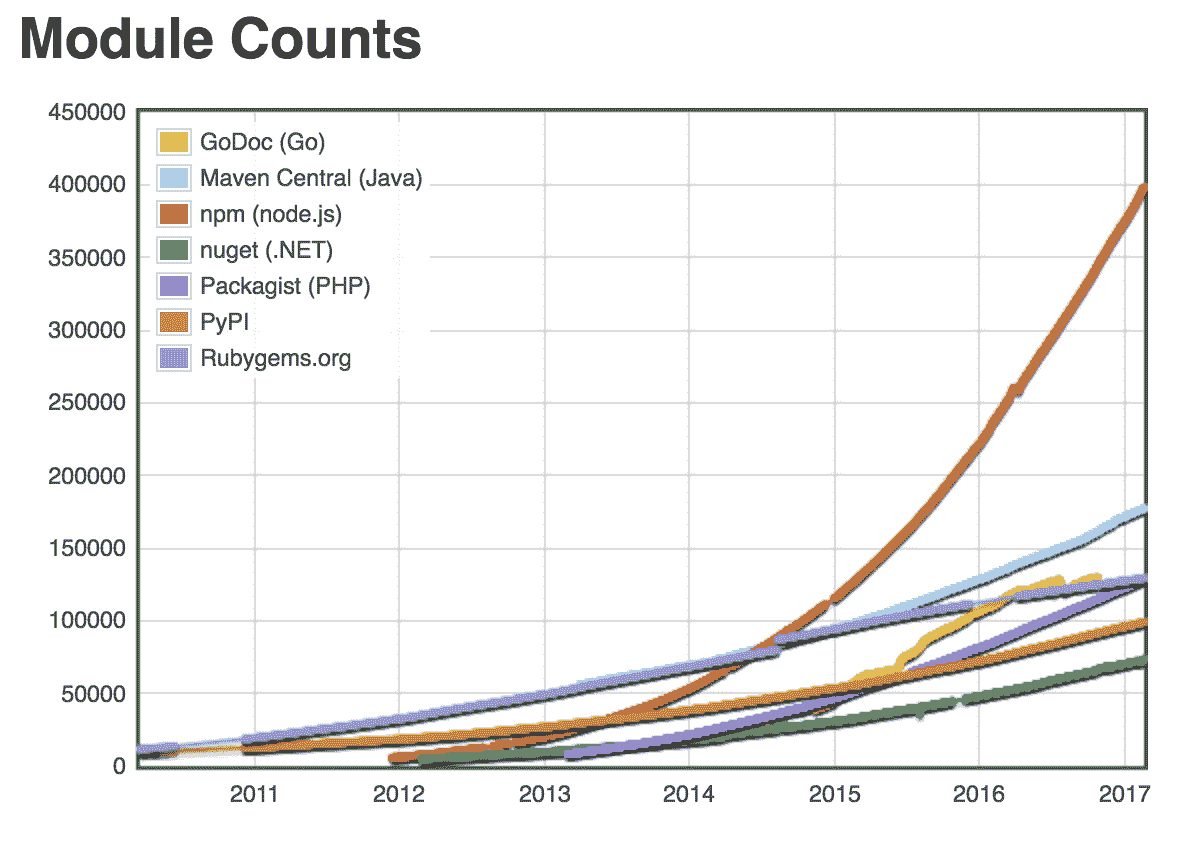 Module Counts
450000
400000
350000
300000
250000
200000
150000
100000
50000
0
GoDoc (Go)
Maven Central (Java)
npm (node.js)
nuget (.NET)
Packagist (PHP)
PyPI
Rubygems.org
2011 2012 2013 2014 2015 2016 2017